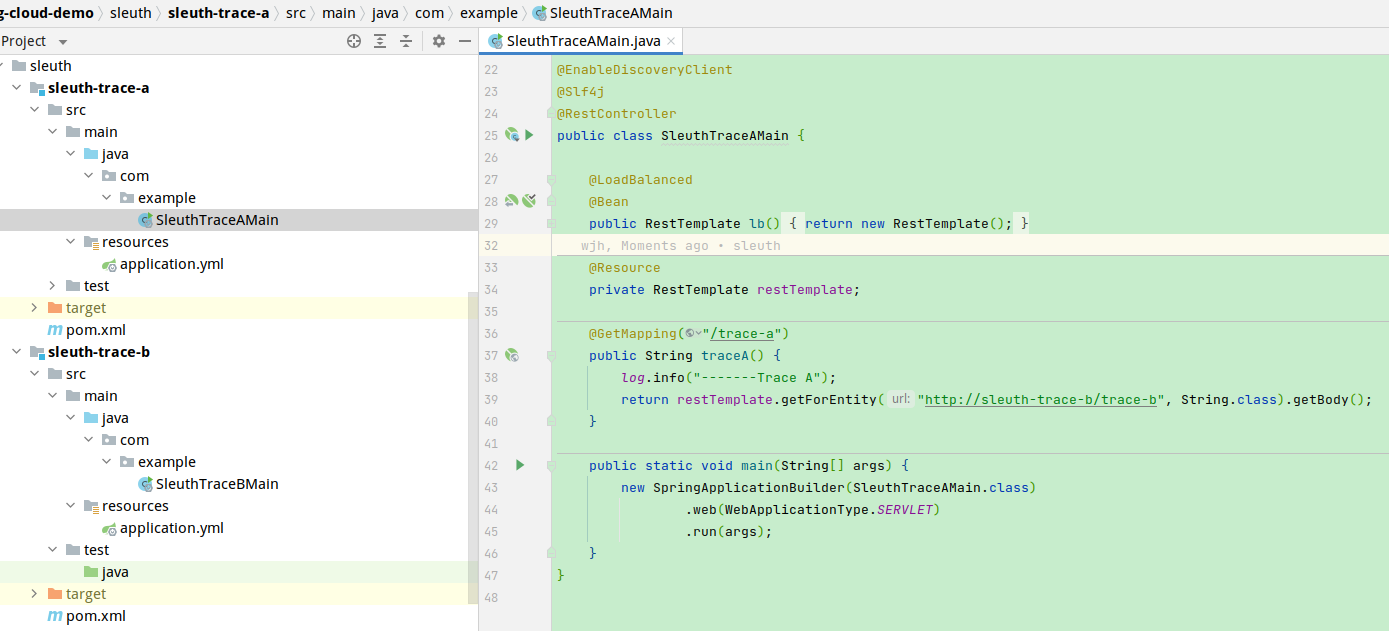 g-cloud-demo sleuth sleuth-trace-a src main java com example SleuthTraceAMain
Project
SleuthTraceAMain.java
sleuth
sleuth-trace-a
src
main
java
com
example
SleuthTraceAMain
resources
application.yml
test
target
pom.xml
sleuth-trace-b
src
main
java
com
example
SleuthTraceBMain
resources
application.yml
test
java
target
pom.xml
22 @EnableDiscoveryClient
23 @Slf4j
24 @RestController
25 public class SleuthTraceAMain {
26
27 @LoadBalanced
28 @Bean
29 public RestTemplate lb() { return new RestTemplate(); }
32 wjh, Moments ago • sleuth
33 @Resource
34 private RestTemplate restTemplate;
35
36 @GetMapping("/trace-a")
37 public String traceA() {
38 log.info("-------Trace A");
39 return restTemplate.getForEntity( url: "http://sleuth-trace-b/trace-b", String.class).getBody();
40 }
41
42 public static void main(String[] args) {
43 new SpringApplicationBuilder(SleuthTraceAMain.class)
44 .web(WebApplicationType.SERVLET)
45 .run(args);
46 }
47 }
48